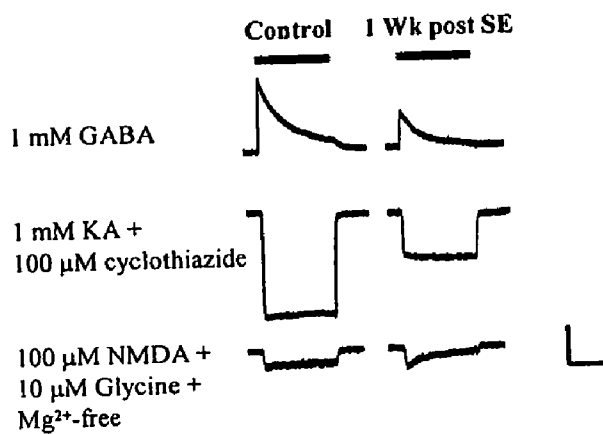 Control 1 Wk post SE
1 mM GABA
1 mM KA +
100 μM cyclothiazide
100 μM NMDA +
10 μM Glycine +
Mg²⁺-free